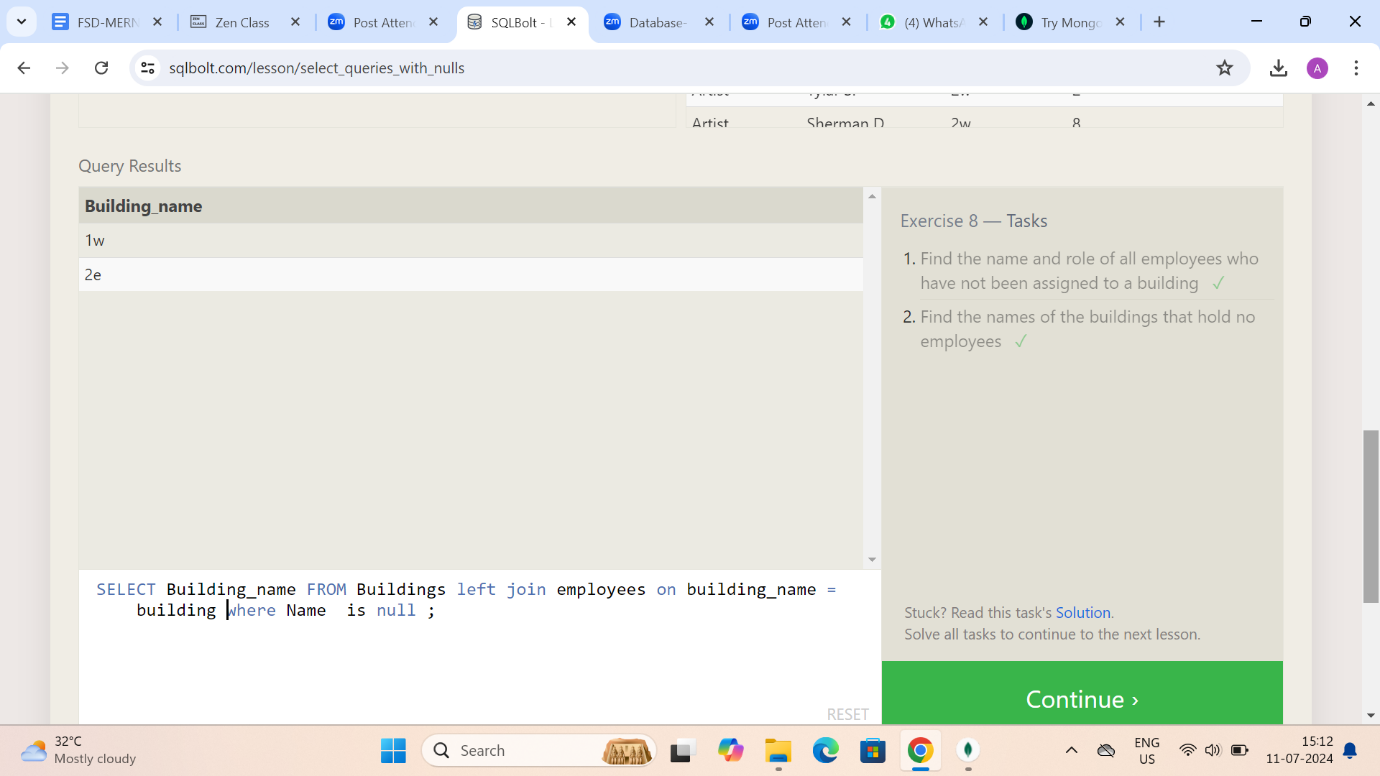 FSD-MERN
Zen Class
Post Atten
SQLBolt -
Database-
Post Atten
(4) WhatsA
Try Mongo
sqlbolt.com/lesson/select_queries_with_nulls
A
Artist Sherman D. 2w 8
Query Results
Building_name
1w
2e
Exercise 8 — Tasks
1. Find the name and role of all employees who
have not been assigned to a building ✓
2. Find the names of the buildings that hold no
employees ✓
SELECT Building_name FROM Buildings left join employees on building_name =
building where Name is null ;
Stuck? Read this task's Solution.
Solve all tasks to continue to the next lesson.
RESET
Continue ›
32°C
Mostly cloudy
Search
ENG
US
15:12
11-07-2024